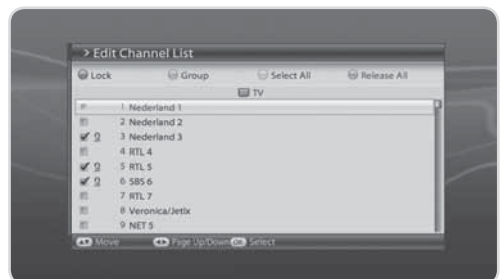 > Edit Channel List
Lock Group Select All Release All
TV
1 Nederland 1
2 Nederland 2
3 Nederland 3
4 RTL 4
5 RTL 5
6 SBS 6
7 RTL 7
8 Veronica/Jetix
9 NET 5
Move Page Up/Down OK Select